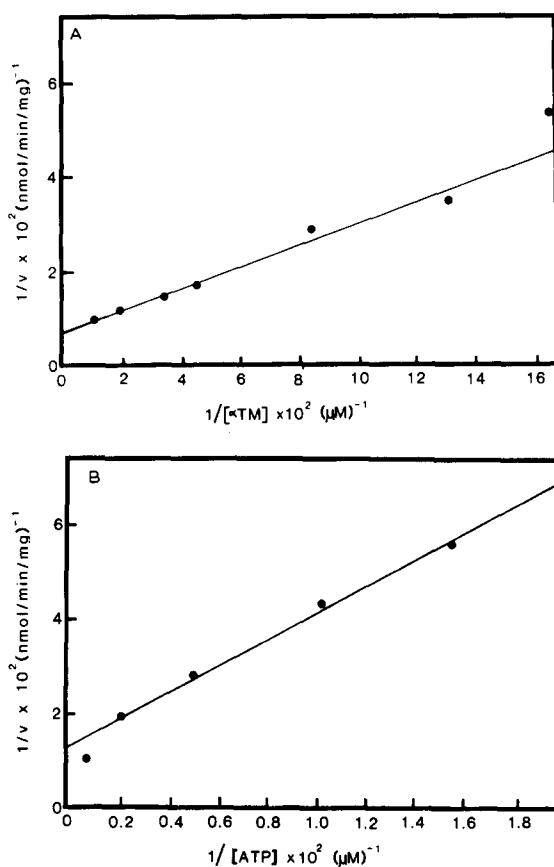 A
6
4
2
0
0 2 4 6 8 10 12 14 16
1/v × 10² (nmol/min/mg)⁻¹
1/[αTM] ×10² (μM)⁻¹
B
6
4
2
0
0 0.2 0.4 0.6 0.8 1.0 1.2 1.4 1.6 1.8
1/v × 10² (nmol/min/mg)⁻¹
1/[ATP] ×10² (μM)⁻¹